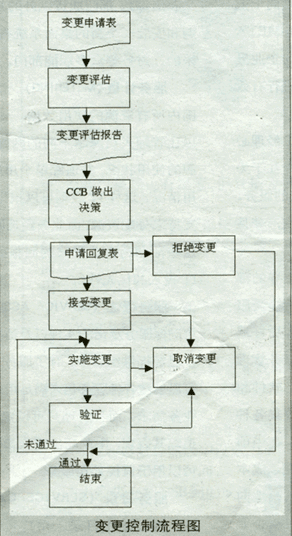 变更申请表
变更评估
变更评估报告
CCB 做出
决策
申请回复表
拒绝变更
接受变更
实施变更
取消变更
验证
未通过
通过
结束
变更控制流程图